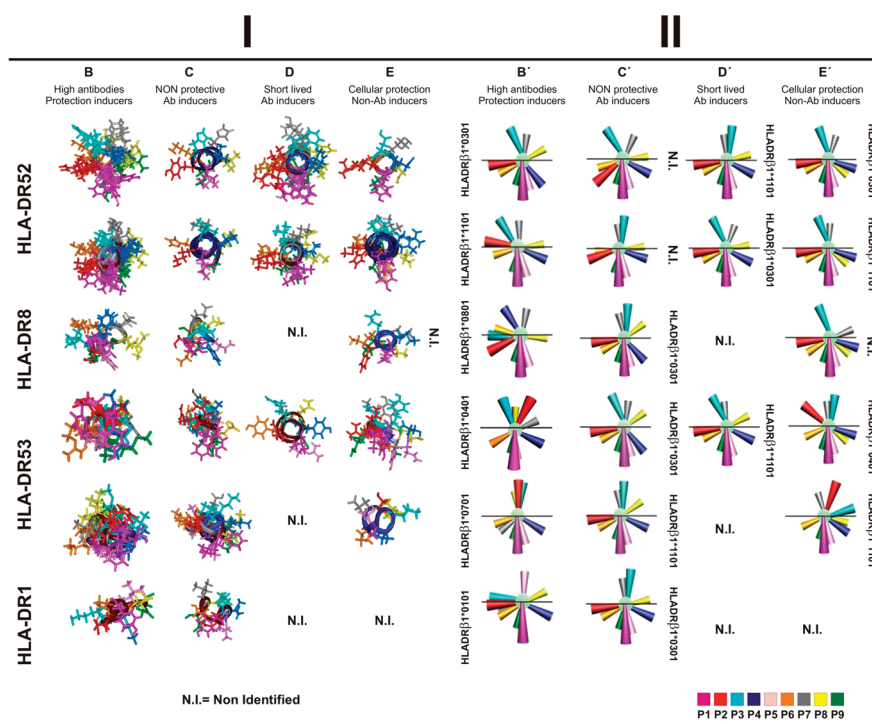 I II
B C D E B´ C´ D´ E´
High antibodies NON protective Short lived Cellular protection High antibodies NON protective Short lived Cellular protection
Protection inducers Ab inducers Ab inducers Non-Ab inducers Protection inducers Ab inducers Ab inducers Non-Ab inducers
HLA-DR52
HLADRβ1*0301
N.I.
HLADRβ1*1101
HLADRβ1*1101
N.I.
HLADRβ1*0301
HLA-DR8
N.I.
N.I.
HLADRβ1*0801
HLADRβ1*0301
N.I.
N.I.
HLA-DR53
HLADRβ1*0401
HLADRβ1*0301
HLADRβ1*1101
N.I.
HLADRβ1*0701
HLADRβ1*1101
N.I.
HLA-DR1
N.I.
N.I.
HLADRβ1*0101
HLADRβ1*0301
N.I.
N.I.
N.I.= Non Identified
P1 P2 P3 P4 P5 P6 P7 P8 P9